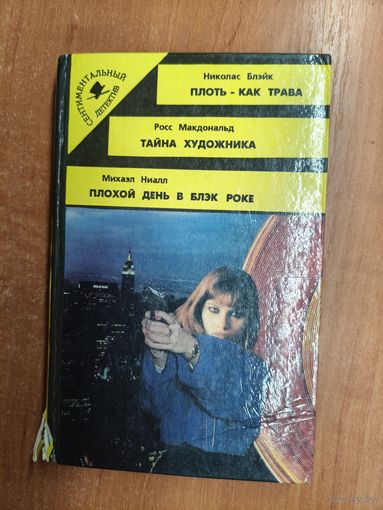 СЕНТИМЕНТАЛЬНЫЙ
ДЕТЕКТИВ
Николас Блэйк
ПЛОТЬ - КАК ТРАВА
Росс Макдональд
ТАЙНА ХУДОЖНИКА
Михаэл Ниалл
ПЛОХОЙ ДЕНЬ В БЛЭК РОКЕ